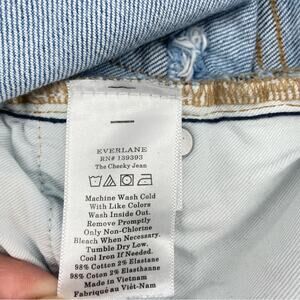 EVERLANE
RN# 139393
The Cheeky Jean
Machine Wash Cold
With Like Colors
Wash Inside Out.
Remove Promptly
Only Non-Chlorine
Bleach When Necessary.
Tumble Dry Low.
Cool Iron If Needed.
98% Cotton 2% Elastane
98% Coton 2% Elasthanne
Made in Vietnam
Fabriqué au Việt-Nam